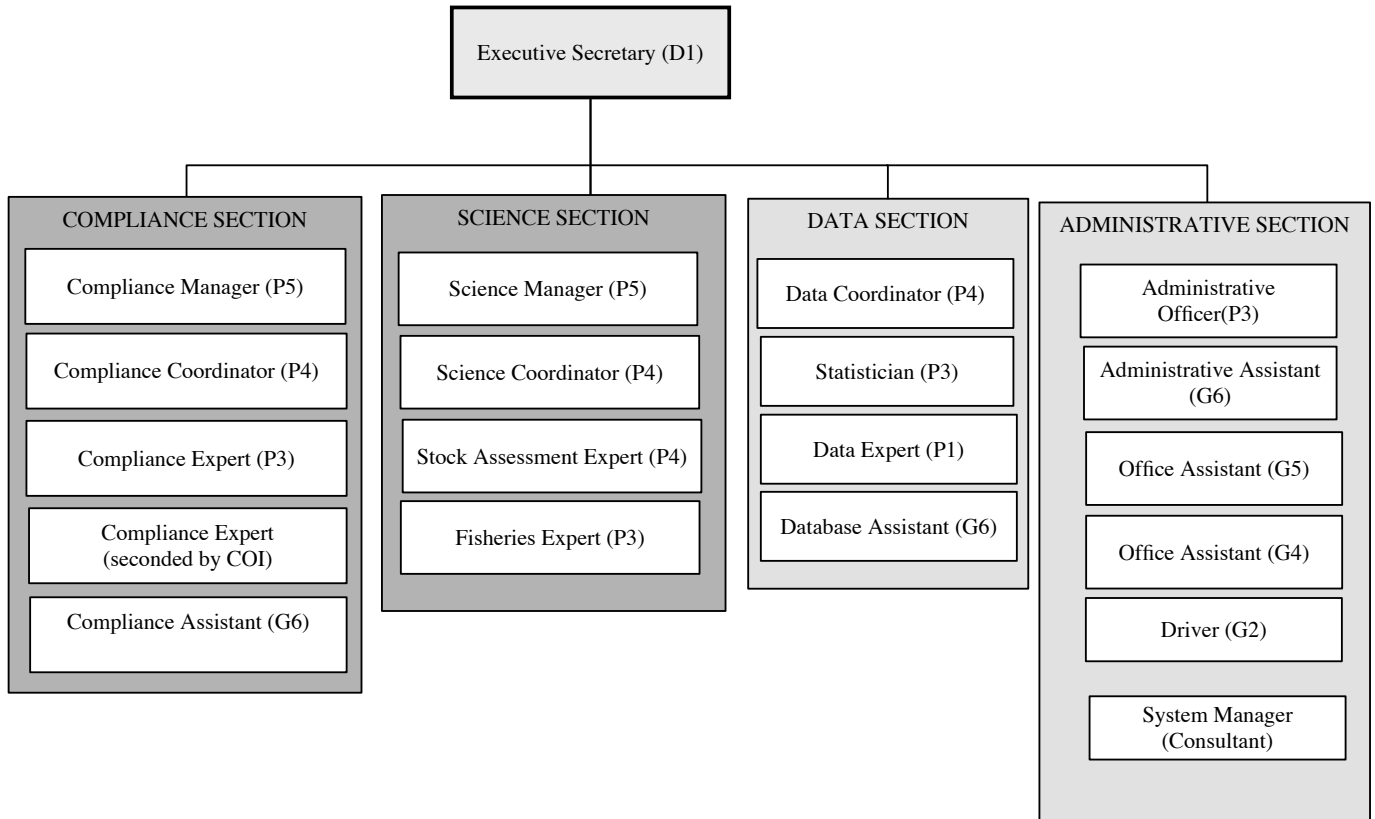 Executive Secretary (D1)
COMPLIANCE SECTION
Compliance Manager (P5)
Compliance Coordinator (P4)
Compliance Expert (P3)
Compliance Expert
(seconded by COI)
Compliance Assistant (G6)
SCIENCE SECTION
Science Manager (P5)
Science Coordinator (P4)
Stock Assessment Expert (P4)
Fisheries Expert (P3)
DATA SECTION
Data Coordinator (P4)
Statistician (P3)
Data Expert (P1)
Database Assistant (G6)
ADMINISTRATIVE SECTION
Administrative
Officer(P3)
Administrative Assistant
(G6)
Office Assistant (G5)
Office Assistant (G4)
Driver (G2)
System Manager
(Consultant)